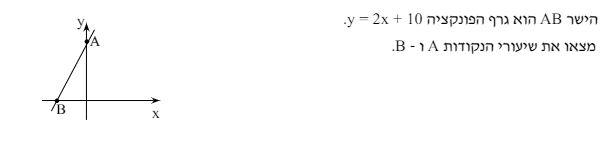 הישר AB הוא גרף הפונקציה y = 2x + 10.
מצאו את שיעורי הנקודות A ו - B.
y
A
B
x